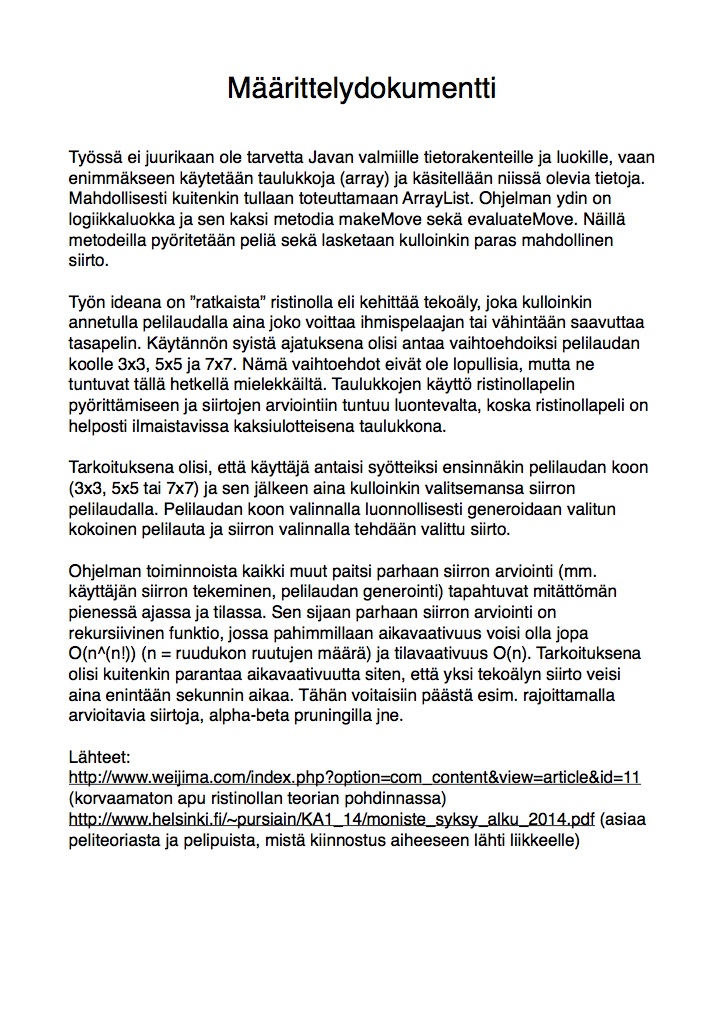 Määrittelydokumentti
Työssä ei juurikaan ole tarvetta Javan valmiille tietorakenteille ja luokille, vaan
enimmäkseen käytetään taulukkoja (array) ja käsitellään niissä olevia tietoja.
Mahdollisesti kuitenkin tullaan toteuttamaan ArrayList. Ohjelman ydin on
logiikkaluokka ja sen kaksi metodia makeMove sekä evaluateMove. Näillä
metodeilla pyöritetään peliä sekä lasketaan kulloinkin paras mahdollinen
siirto.
Työn ideana on ”ratkaista” ristinolla eli kehittää tekoäly, joka kulloinkin
annetulla pelilaudalla aina joko voittaa ihmispelaajan tai vähintään saavuttaa
tasapelin. Käytännön syistä ajatuksena olisi antaa vaihtoehdoiksi pelilaudan
koolle 3x3, 5x5 ja 7x7. Nämä vaihtoehdot eivät ole lopullisia, mutta ne
tuntuvat tällä hetkellä mielekkäiltä. Taulukkojen käyttö ristinollapelin
pyörittämiseen ja siirtojen arviointiin tuntuu luontevalta, koska ristinollapeli on
helposti ilmaistavissa kaksiulotteisena taulukkona.
Tarkoituksena olisi, että käyttäjä antaisi syötteiksi ensinnäkin pelilaudan koon
(3x3, 5x5 tai 7x7) ja sen jälkeen aina kulloinkin valitsemansa siirron
pelilaudalla. Pelilaudan koon valinnalla luonnollisesti generoidaan valitun
kokoinen pelilauta ja siirron valinnalla tehdään valittu siirto.
Ohjelman toiminnoista kaikki muut paitsi parhaan siirron arviointi (mm.
käyttäjän siirron tekeminen, pelilaudan generointi) tapahtuvat mitättömän
pienessä ajassa ja tilassa. Sen sijaan parhaan siirron arviointi on
rekursiivinen funktio, jossa pahimmillaan aikavaativuus voisi olla jopa
O(n^(n!)) (n = ruudukon ruutujen määrä) ja tilavaativuus O(n). Tarkoituksena
olisi kuitenkin parantaa aikavaativuutta siten, että yksi tekoälyn siirto veisi
aina enintään sekunnin aikaa. Tähän voitaisiin päästä esim. rajoittamalla
arvioitavia siirtoja, alpha-beta pruningilla jne.
Lähteet:
http://www.weijima.com/index.php?option=com_content&view=article&id=11
(korvaamaton apu ristinollan teorian pohdinnassa)
http://www.helsinki.fi/~pursiain/KA1_14/moniste_syksy_alku_2014.pdf (asiaa
peliteoriasta ja pelipuista, mistä kiinnostus aiheeseen lähti liikkeelle)